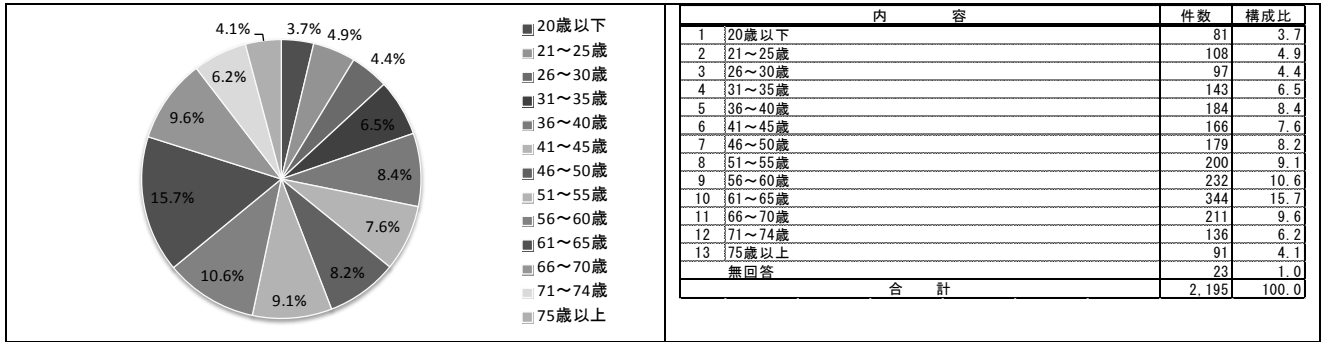 4.1%
3.7%
4.9%
4.4%
6.5%
8.4%
7.6%
8.2%
9.1%
10.6%
15.7%
9.6%
6.2%
20歳以下
21～25歳
26～30歳
31～35歳
36～40歳
41～45歳
46～50歳
51～55歳
56～60歳
61～65歳
66～70歳
71～74歳
75歳以上
内 容 件数 構成比
1 20歳以下 81 3.7
2 21～25歳 108 4.9
3 26～30歳 97 4.4
4 31～35歳 143 6.5
5 36～40歳 184 8.4
6 41～45歳 166 7.6
7 46～50歳 179 8.2
8 51～55歳 200 9.1
9 56～60歳 232 10.6
10 61～65歳 344 15.7
11 66～70歳 211 9.6
12 71～74歳 136 6.2
13 75歳以上 91 4.1
無回答 23 1.0
合 計 2,195 100.0